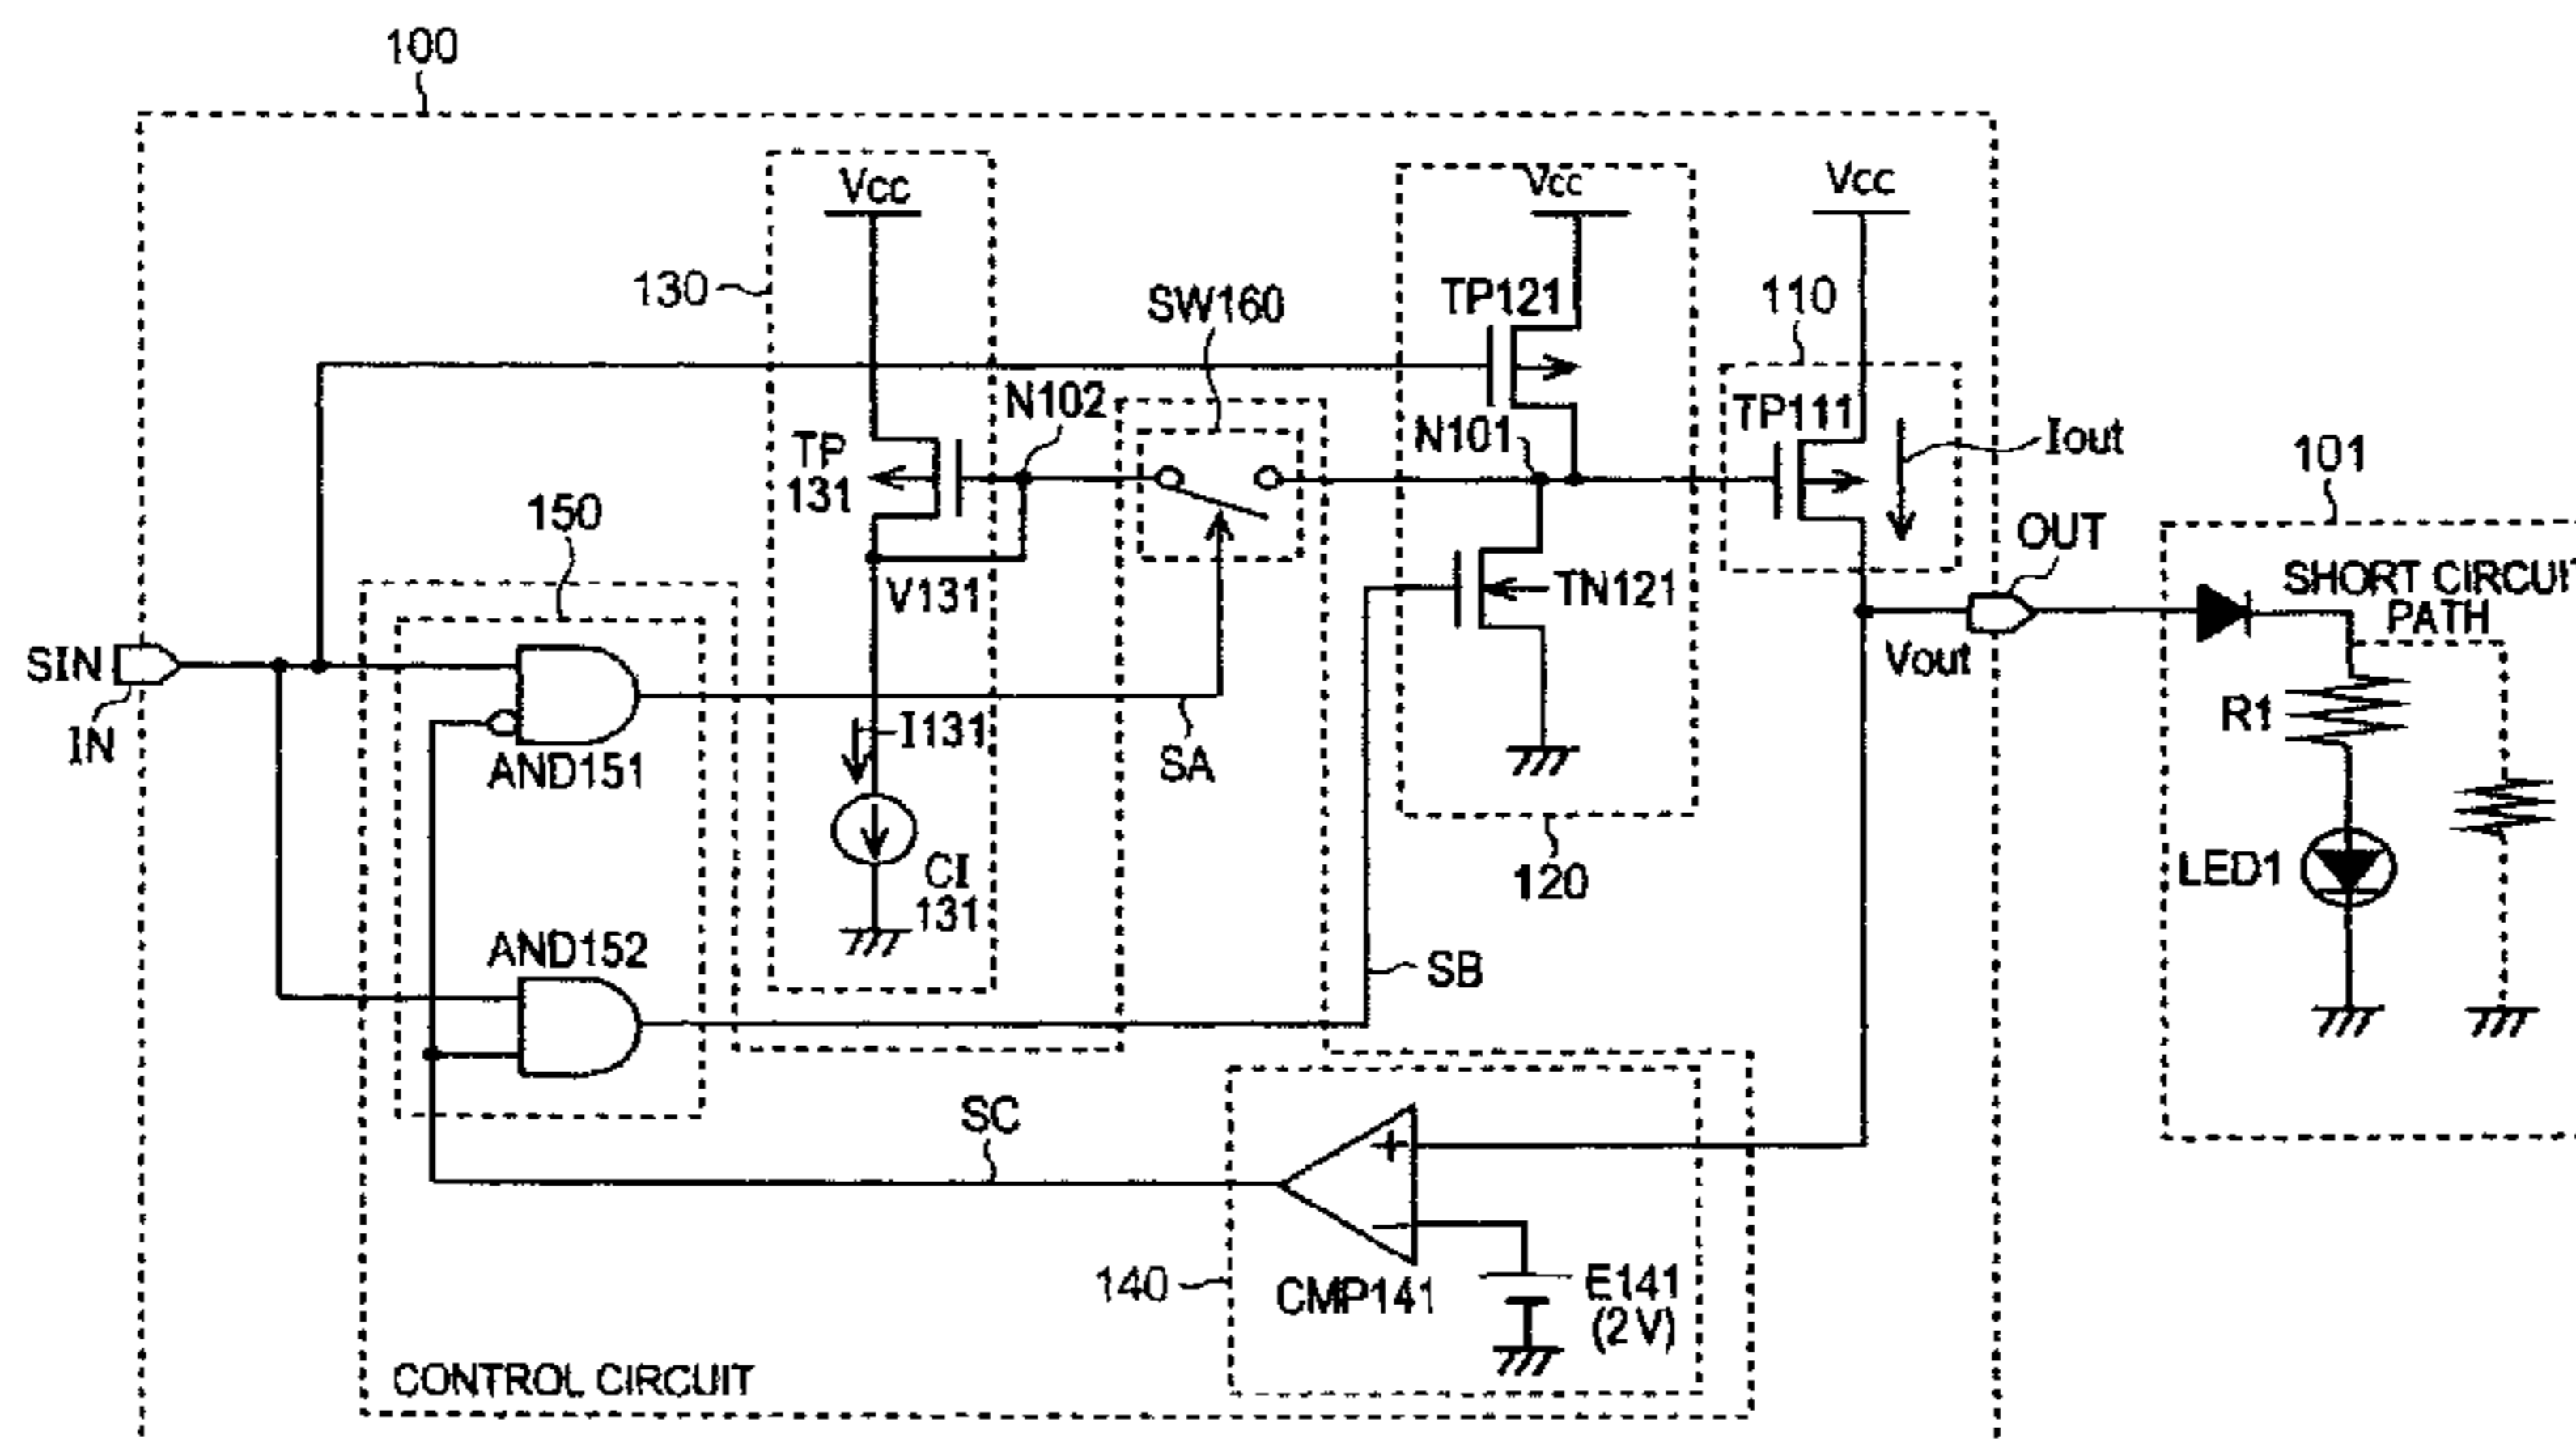 100
Vcc
Vcc
Vcc
130
SW160
TP121
110
N102
N101
TP111
Iout
TP
131
101
150
OUT
SHORT CIRCUIT
PATH
V131
TN121
SIN
Vout
IN
I131
R1
AND151
SA
CI
131
120
LED1
AND152
SB
SC
+
−
140
CMP141
E141
(2V)
CONTROL CIRCUIT